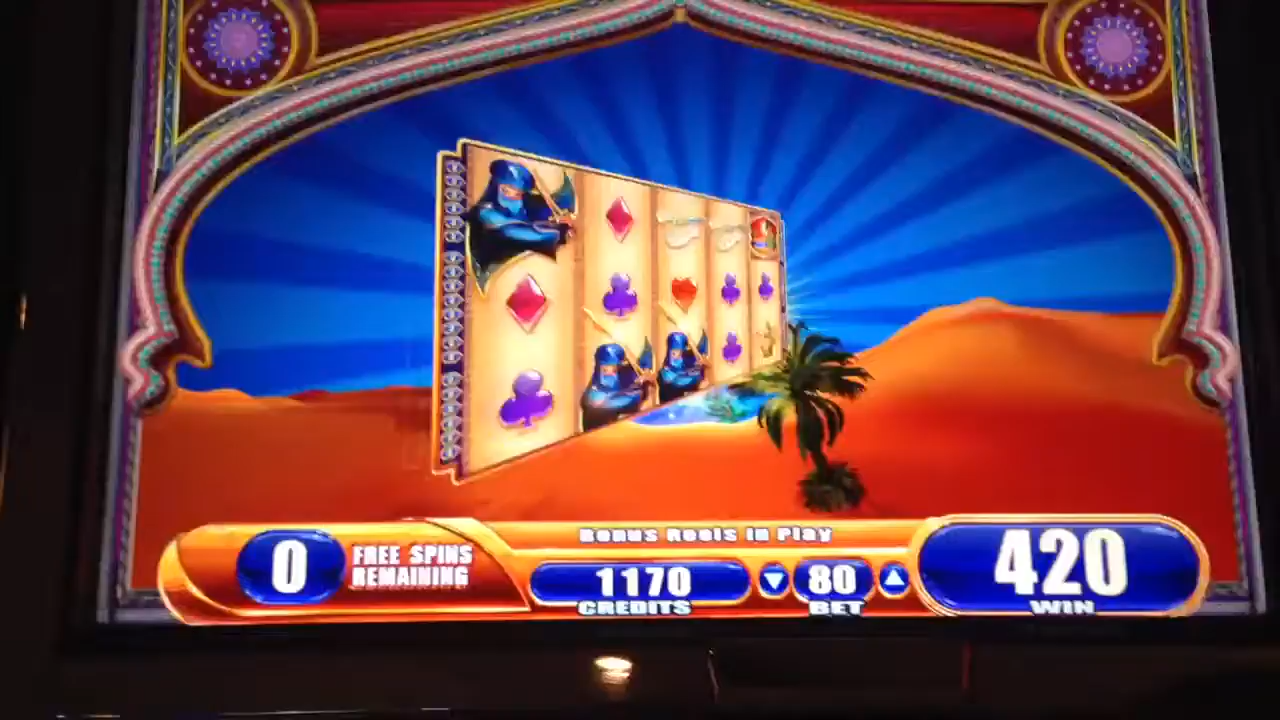 Bonus Reels in Play
0
FREE SPINS
REMAINING
1170
CREDITS
80
BET
420
WIN